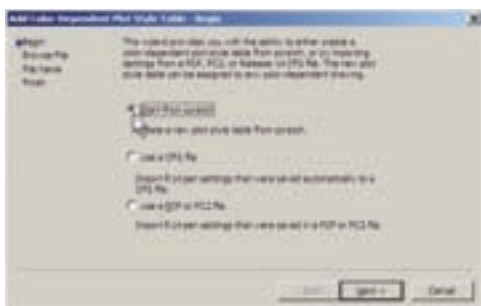 Add Color-Dependent Plot Style Table - Begin
Begin
Browse File
File name
Finish
This wizard provides you with the ability to either create a
color-dependent plot style table from scratch, or by importing
settings from a PCP, PC2, or Release 14 CFG file. The new plot
style table can be assigned to any color-dependent drawing.
Start from scratch
Create a new plot style table from scratch.
Use a CFG file
Import R14 pen settings that were saved automatically to a
CFG file.
Use a PCP or PC2 file
Import R14 pen settings that were saved in a PCP or PC2 file.
Next >
Cancel